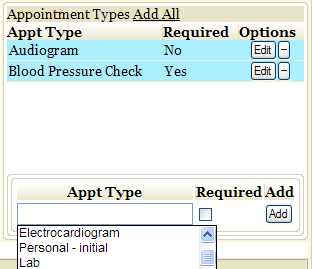 Appointment Types Add All
Appt Type Required Options
Audiogram No Edit −
Blood Pressure Check Yes Edit −
Appt Type Required Add
Add
Electrocardiogram
Personal - initial
Lab